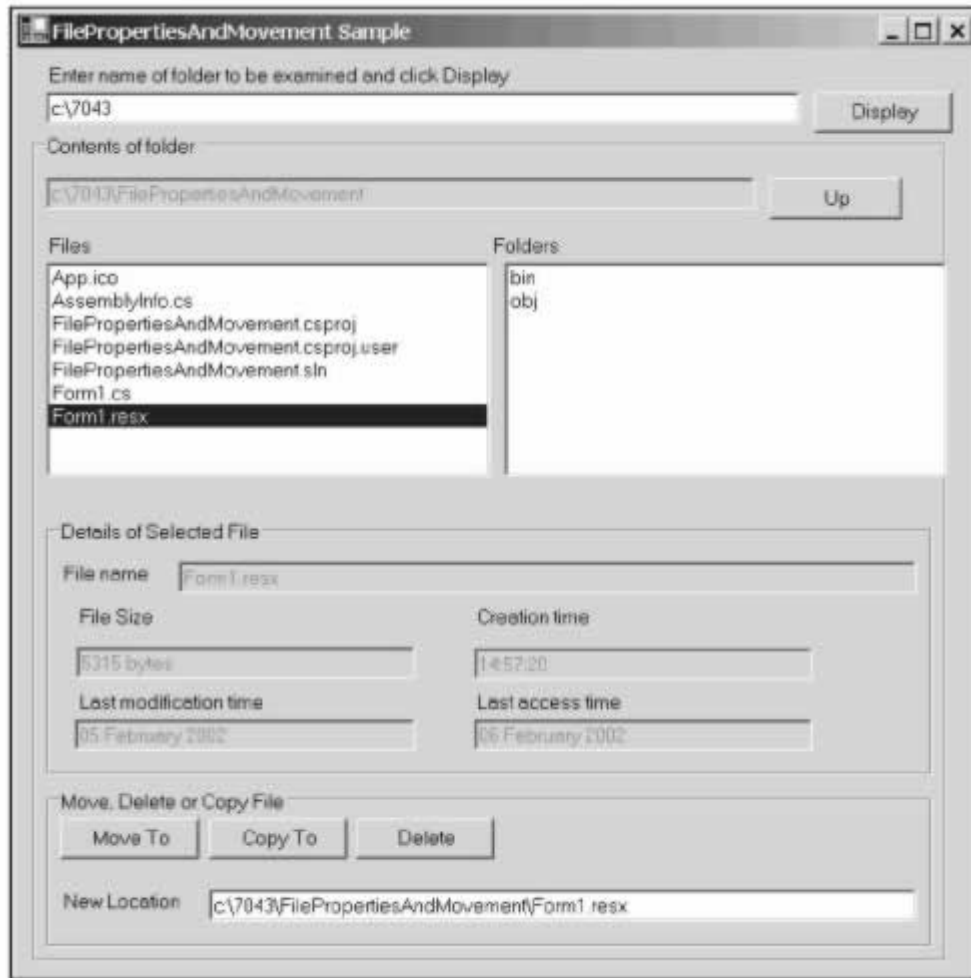 FilePropertiesAndMovement Sample
Enter name of folder to be examined and click Display
c:\7043
Display
Contents of folder
c:\7043\FilePropertiesAndMovement
Up
Files
Folders
App.ico
AssemblyInfo.cs
FilePropertiesAndMovement.csproj
FilePropertiesAndMovement.csproj.user
FilePropertiesAndMovement.sln
Form1.cs
Form1.resx
bin
obj
Details of Selected File
File name
Form1.resx
File Size
Creation time
5315 bytes
14:57:20
Last modification time
Last access time
05 February 2002
06 February 2002
Move, Delete or Copy File
Move To
Copy To
Delete
New Location
c:\7043\FilePropertiesAndMovement\Form1.resx